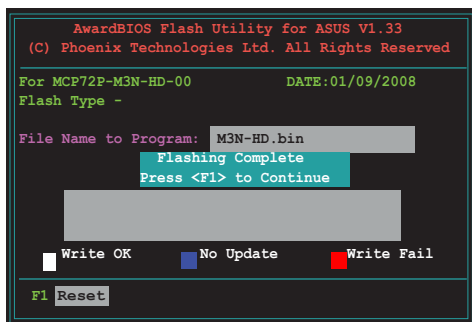 AwardBIOS Flash Utility for ASUS V1.33
(C) Phoenix Technologies Ltd. All Rights Reserved
For MCP72P-M3N-HD-00 DATE:01/09/2008
Flash Type -
File Name to Program: M3N-HD.bin
Flashing Complete
Press <F1> to Continue
Write OK No Update Write Fail
F1 Reset